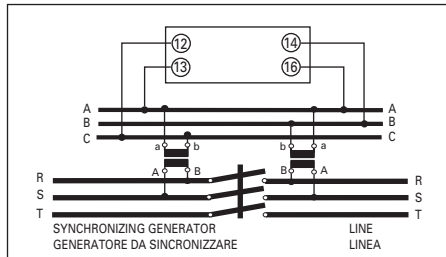 12 14
13 16
A A
B B
C C
a b b a
A B B A
R R
S S
T T
SYNCHRONIZING GENERATOR LINE
GENERATORE DA SINCRONIZZARE LINEA